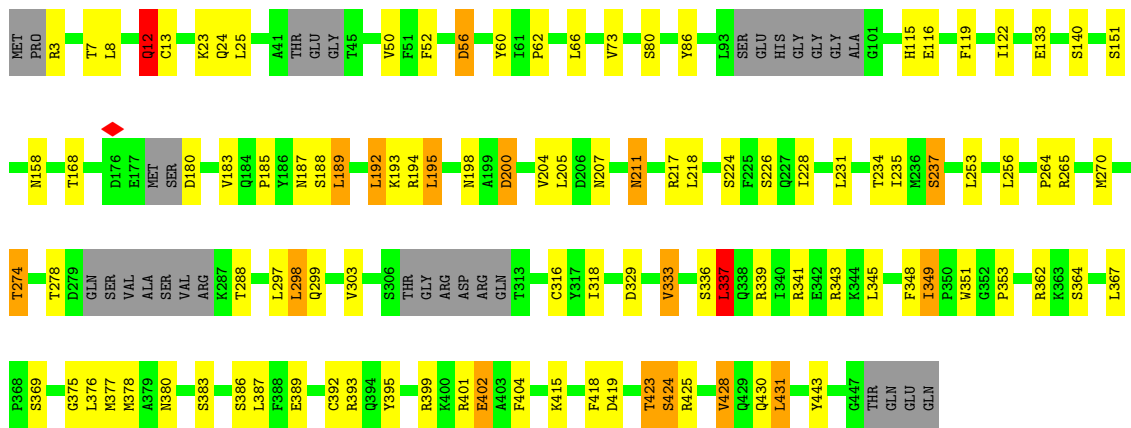 MET PRO R3 T7 L8 Q12 C13 K23 Q24 L25 A41 THR GLU GLY T45 V50 F51 F52 D56 Y60 I61 P62 L66 V73 S80 Y86 L93 SER GLU HIS GLY GLY GLY ALA G101 H115 E116 F119 I122 E133 S140 S151
N158 T168 D176 E177 MET SER D180 V183 Q184 P185 Y186 N187 S188 L189 L192 K193 R194 L195 N198 A199 D200 V204 L205 D206 N207 N211 R217 L218 S224 F225 S226 Q227 I228 L231 T234 I235 M236 S237 L253 L256 P264 R265 M270
T274 T278 D279 GLN SER VAL ALA SER VAL ARG K287 T288 L297 L298 Q299 V303 S306 THR GLY ARG ASP ARG GLN T313 C316 Y317 I318 D329 V333 S336 L337 Q338 R339 I340 R341 E342 R343 K344 L345 F348 I349 P350 W351 G352 P353 R362 K363 S364 L367
P368 S369 G375 L376 M377 M378 A379 N380 S383 S386 L387 F388 E389 C392 R393 Q394 Y395 R399 K400 R401 E402 A403 F404 K415 F418 D419 T423 S424 R425 V428 Q429 Q430 L431 Y443 G447 THR GLN GLU GLN